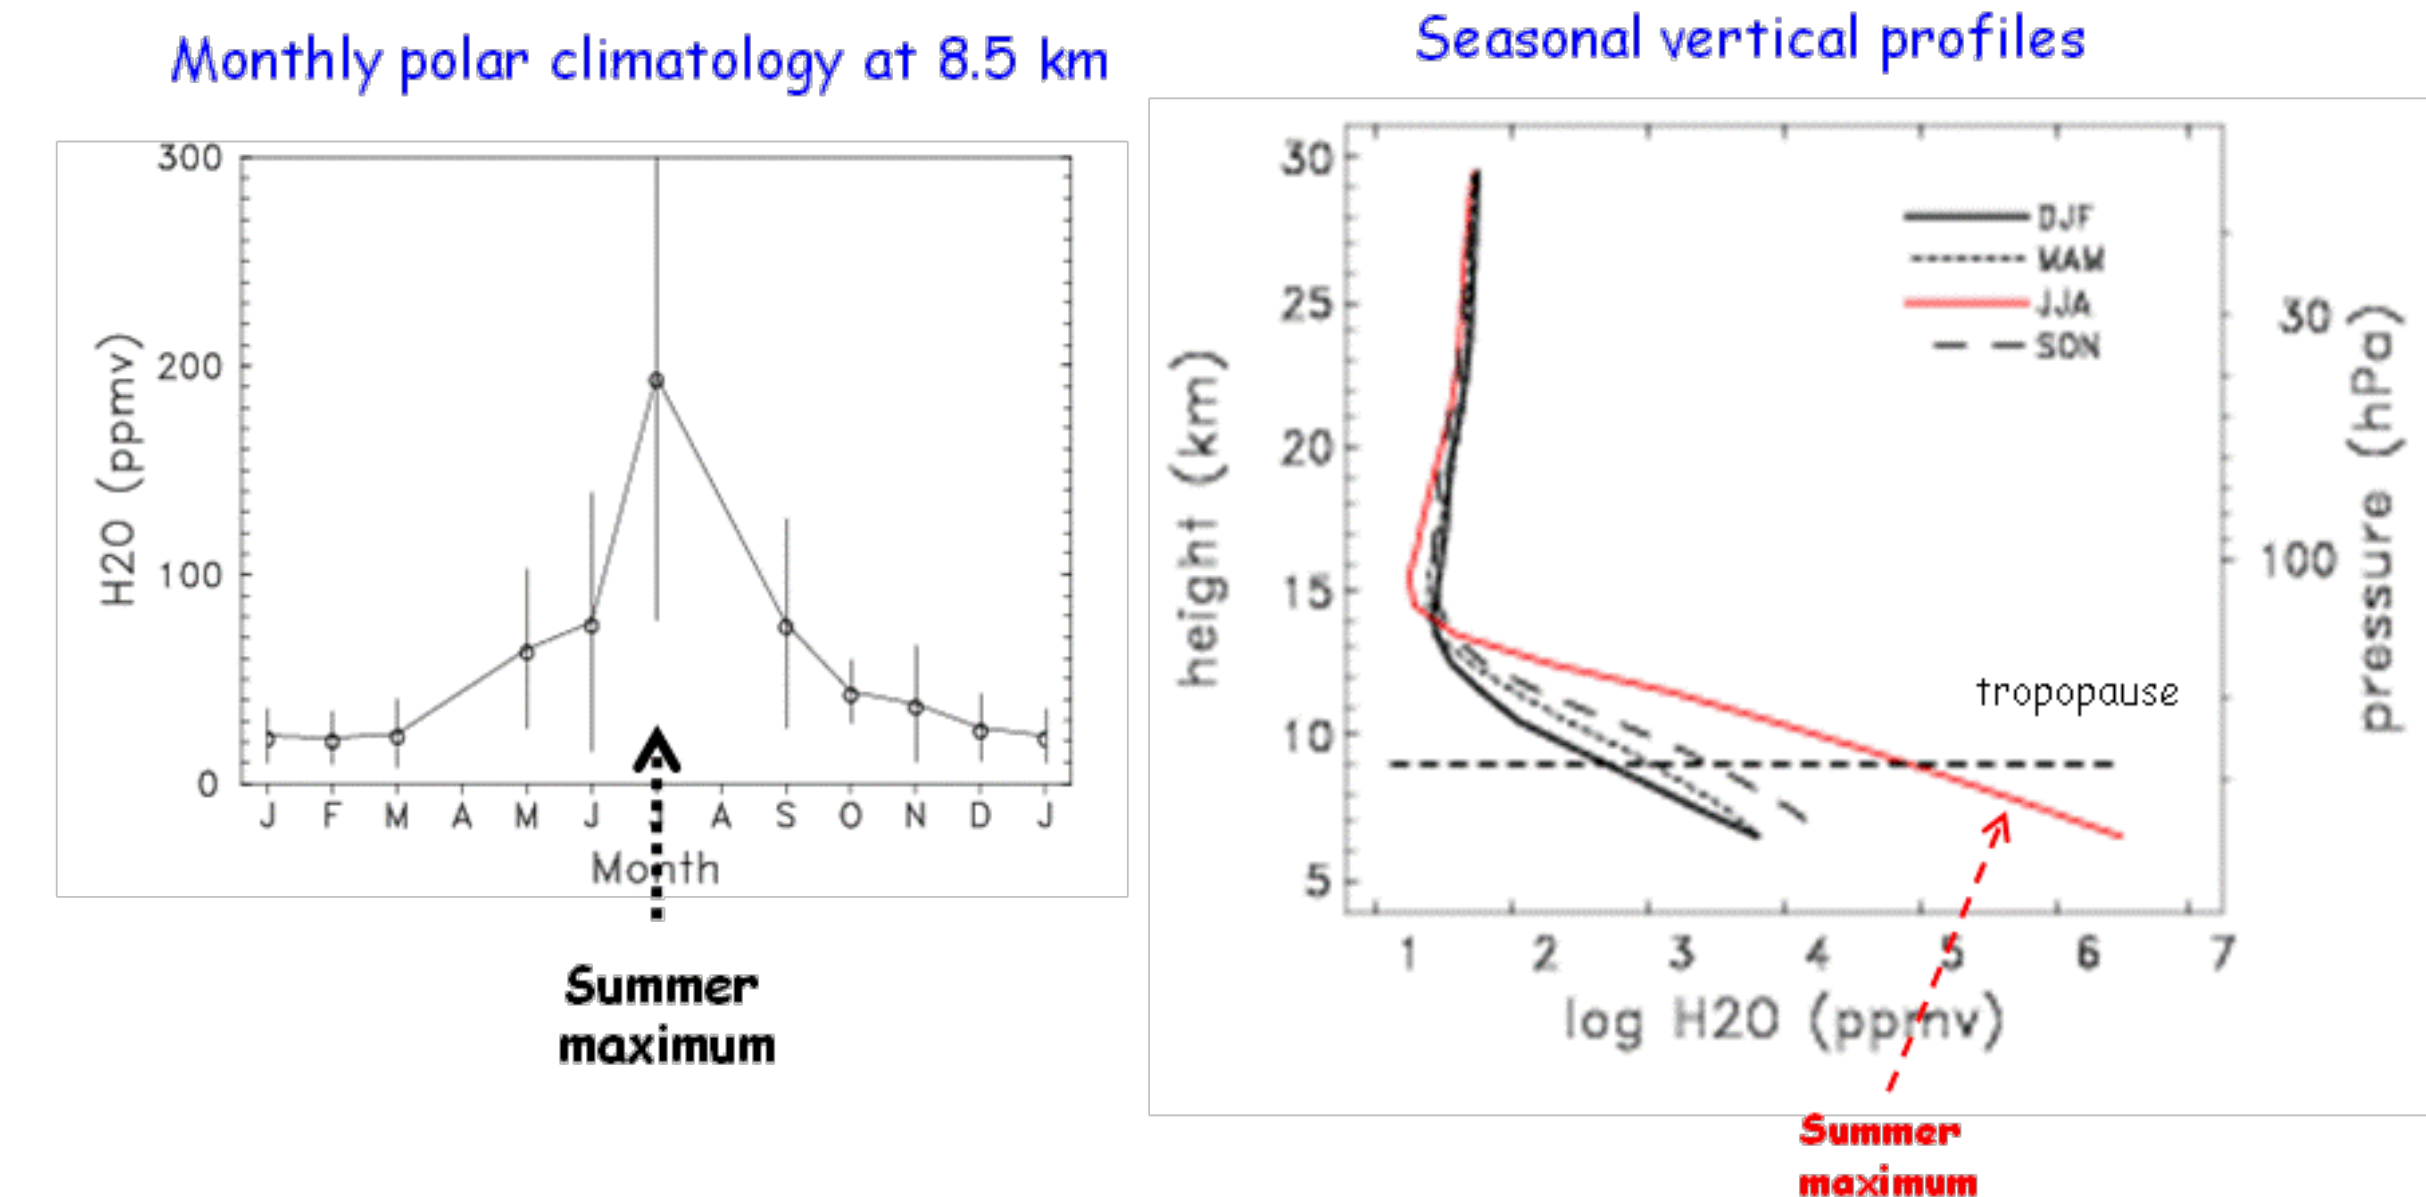 Monthly polar climatology at 8.5 km
300
200
100
0
H2O (ppmv)
J F M A M J J A S O N D J
Month
Summer
maximum
Seasonal vertical profiles
30
25
20
15
10
5
height (km)
DJF
MAM
JJA
SON
30
100
pressure (hPa)
tropopause
1 2 3 4 5 6 7
log H2O (ppmv)
Summer
maximum